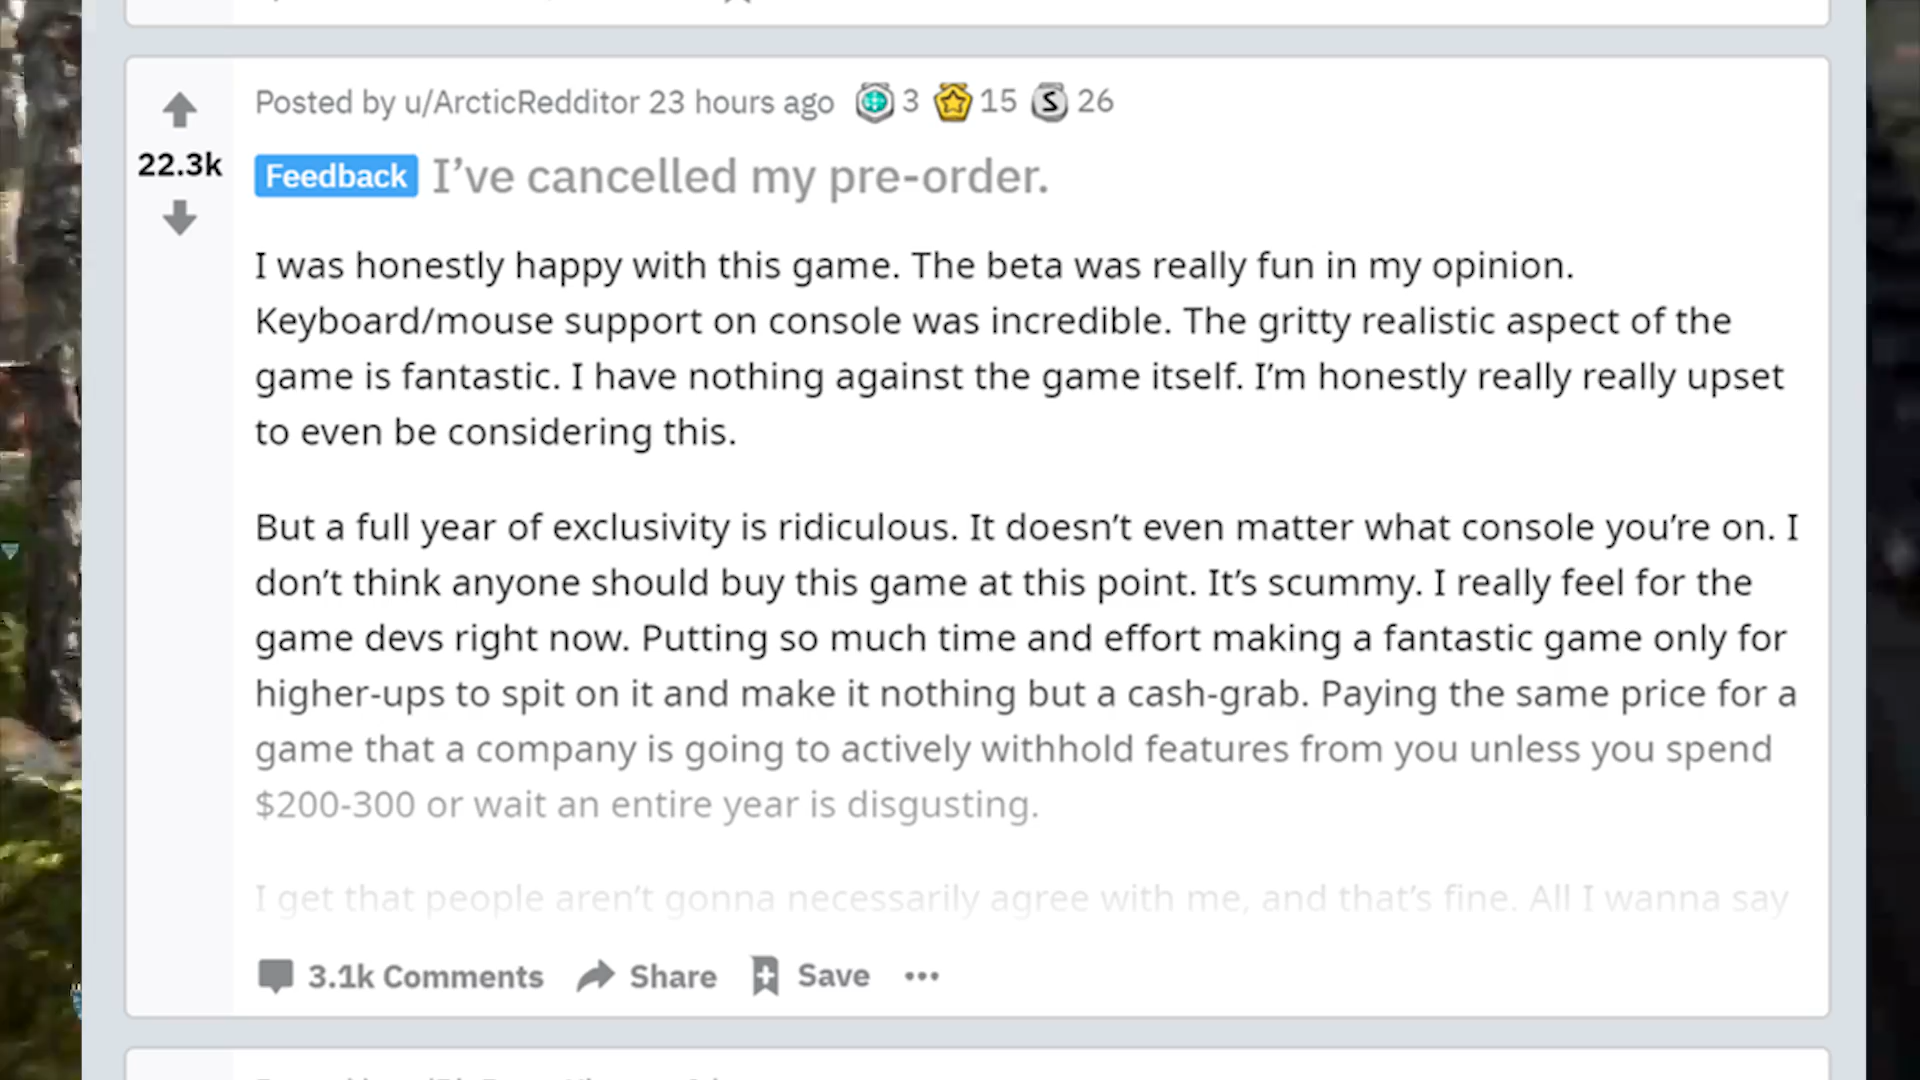 Posted by u/ArcticRedditor 23 hours ago 3 15 S 26
22.3k
Feedback I’ve cancelled my pre-order.
I was honestly happy with this game. The beta was really fun in my opinion.
Keyboard/mouse support on console was incredible. The gritty realistic aspect of the
game is fantastic. I have nothing against the game itself. I’m honestly really really upset
to even be considering this.
But a full year of exclusivity is ridiculous. It doesn’t even matter what console you’re on. I
don’t think anyone should buy this game at this point. It’s scummy. I really feel for the
game devs right now. Putting so much time and effort making a fantastic game only for
higher-ups to spit on it and make it nothing but a cash-grab. Paying the same price for a
game that a company is going to actively withhold features from you unless you spend
$200-300 or wait an entire year is disgusting.
I get that people aren’t gonna necessarily agree with me, and that’s fine. All I wanna say
3.1k Comments Share Save •••